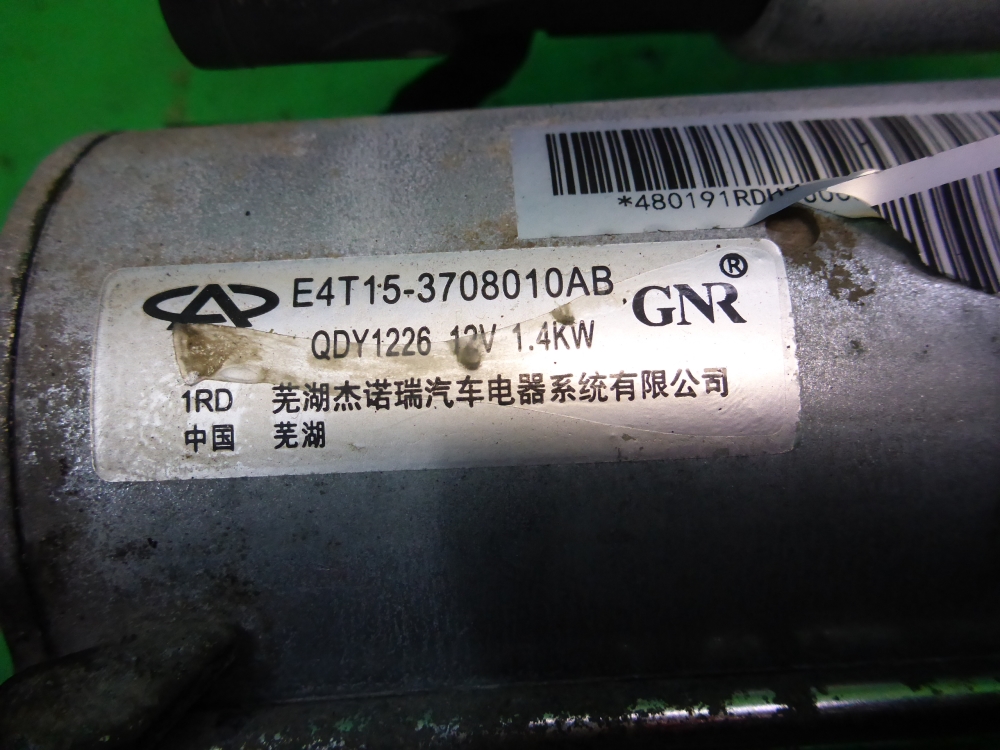 *480191RDH
E4T15-3708010AB
GNR®
QDY1226 12V 1.4KW
1RD 芜湖杰诺瑞汽车电器系统有限公司
中国 芜湖